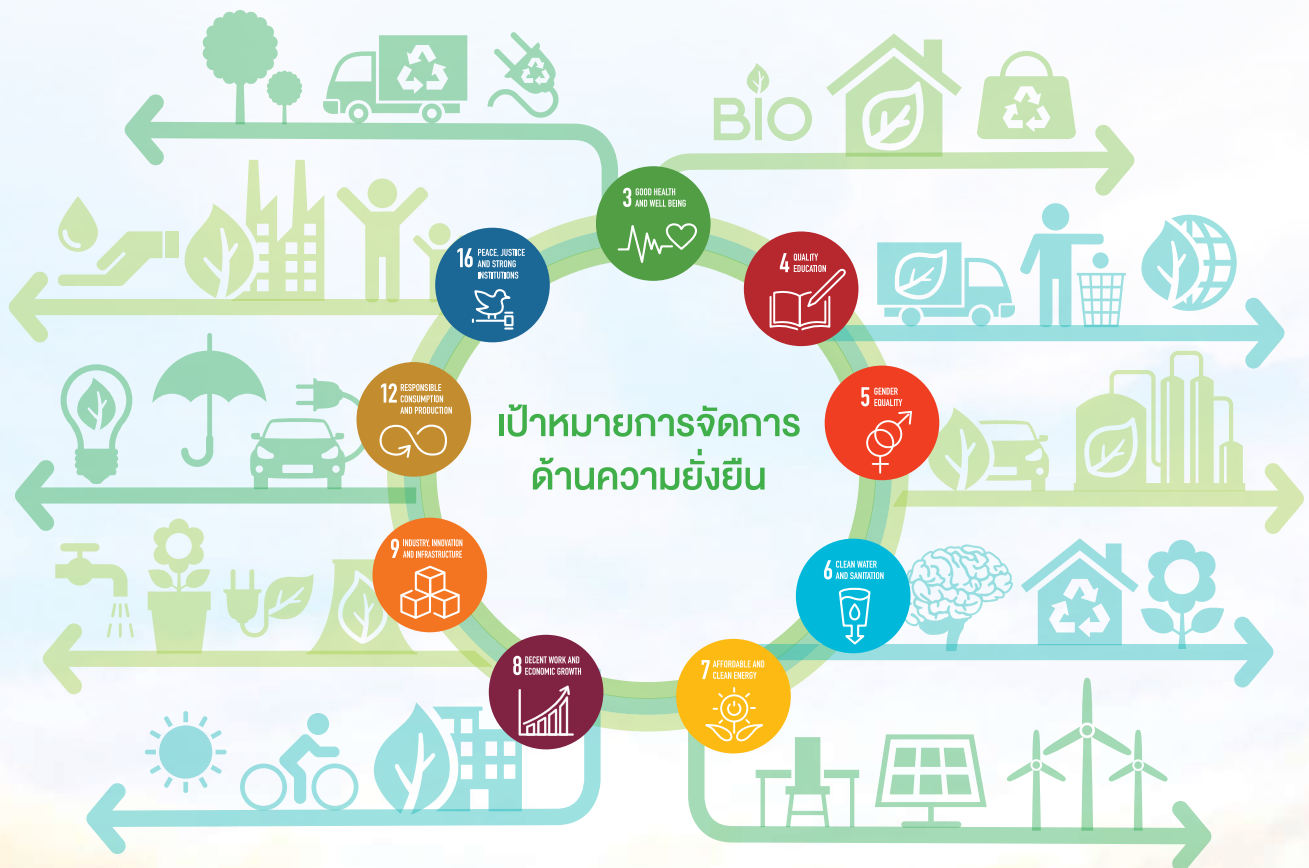 BIO
3 GOOD HEALTH
AND WELL BEING
4 QUALITY
EDUCATION
5 GENDER
EQUALITY
6 CLEAN WATER
AND SANITATION
7 AFFORDABLE AND
CLEAN ENERGY
8 DECENT WORK AND
ECONOMIC GROWTH
9 INDUSTRY, INNOVATION
AND INFRASTRUCTURE
12 RESPONSIBLE
CONSUMPTION
AND PRODUCTION
16 PEACE, JUSTICE
AND STRONG
INSTITUTIONS
เป้าหมายการจัดการ
ด้านความยั่งยืน